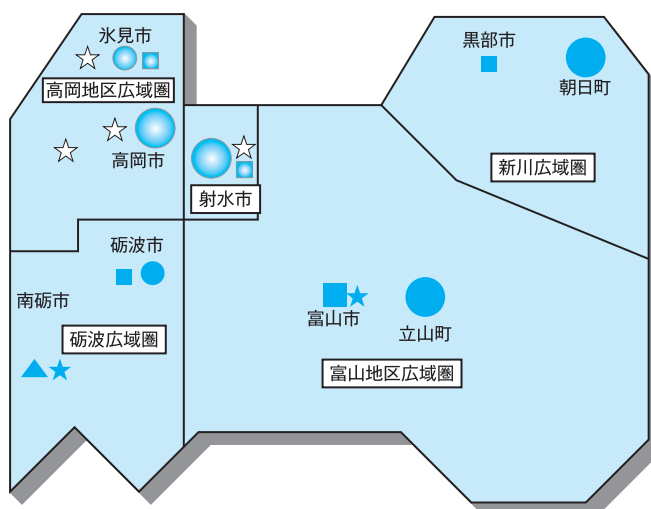 氷見市
高岡地区広域圏
高岡市
射水市
黒部市
朝日町
新川広域圏
砺波市
南砺市
砺波広域圏
富山市
立山町
富山地区広域圏